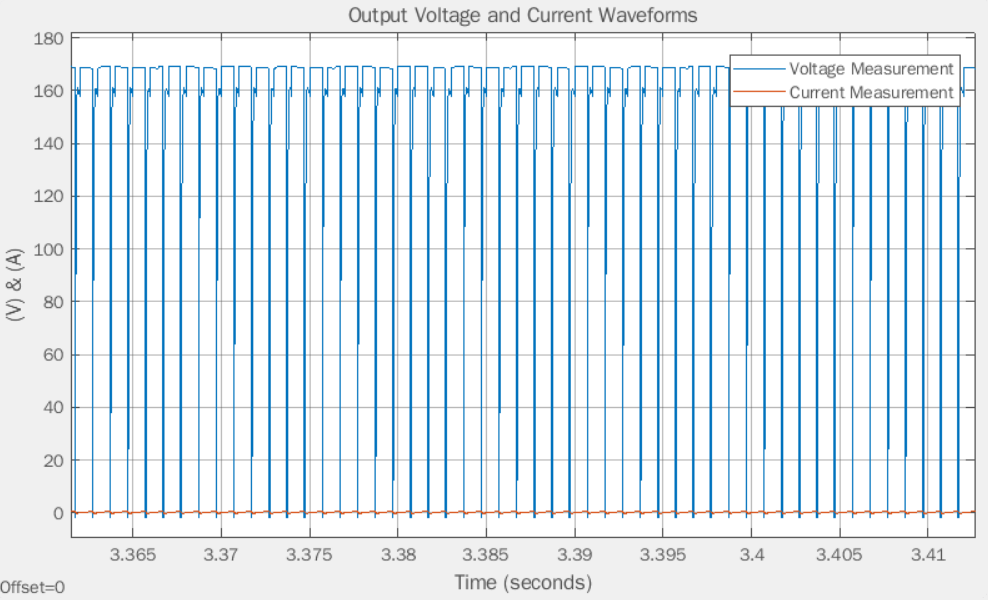 Output Voltage and Current Waveforms
180
160
140
120
100
80
60
40
20
0
(V) & (A)
Voltage Measurement
Current Measurement
3.365 3.37 3.375 3.38 3.385 3.39 3.395 3.4 3.405 3.41
Time (seconds)
Offset=0